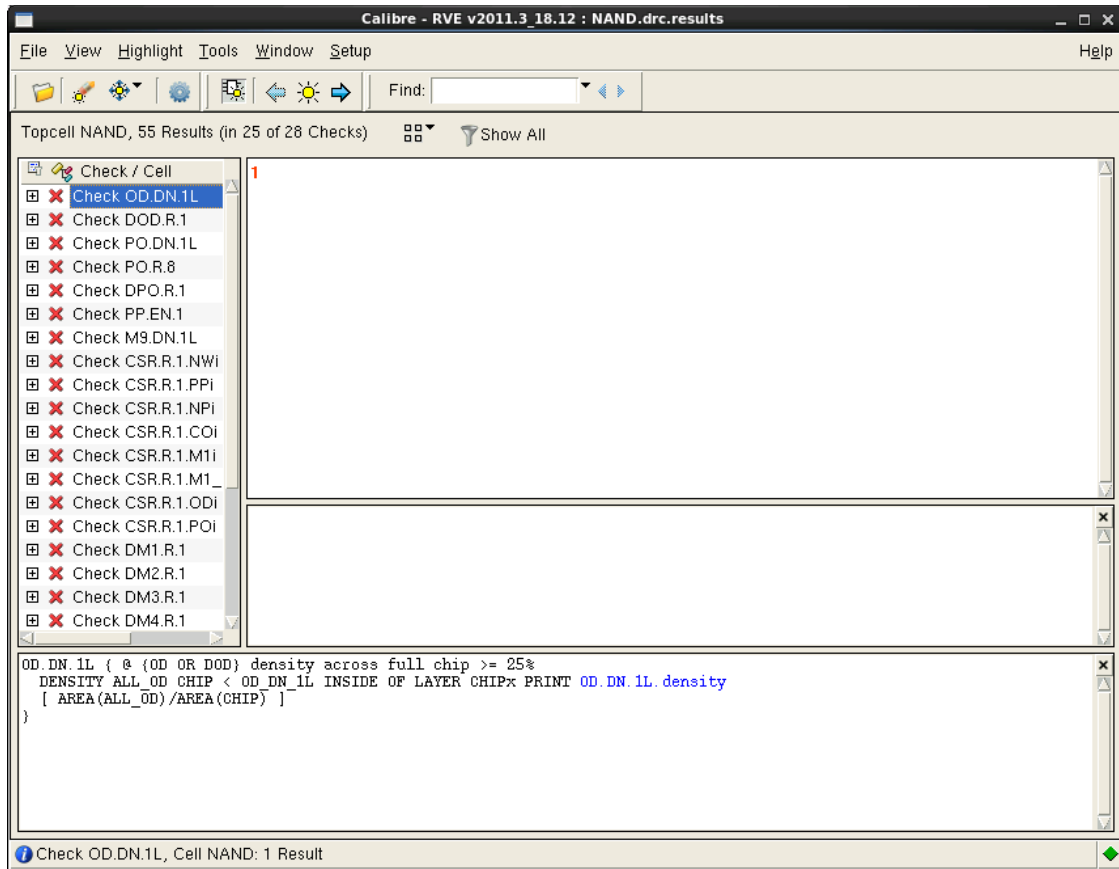 Calibre - RVE v2011.3_18.12 : NAND.drc.results
File View Highlight Tools Window Setup Help
Find:
Topcell NAND, 55 Results (in 25 of 28 Checks) Show All
Check / Cell
1
Check OD.DN.1L
Check DOD.R.1
Check PO.DN.1L
Check PO.R.8
Check DPO.R.1
Check PP.EN.1
Check M9.DN.1L
Check CSR.R.1.NWi
Check CSR.R.1.PPi
Check CSR.R.1.NPi
Check CSR.R.1.COi
Check CSR.R.1.M1i
Check CSR.R.1.M1_
Check CSR.R.1.ODi
Check CSR.R.1.POi
Check DM1.R.1
Check DM2.R.1
Check DM3.R.1
Check DM4.R.1
OD.DN.1L { @ {OD OR DOD} density across full chip >= 25%
DENSITY ALL_OD CHIP < OD_DN_1L INSIDE OF LAYER CHIPx PRINT OD.DN.1L.density
[ AREA(ALL_OD)/AREA(CHIP) ]
}
Check OD.DN.1L, Cell NAND: 1 Result